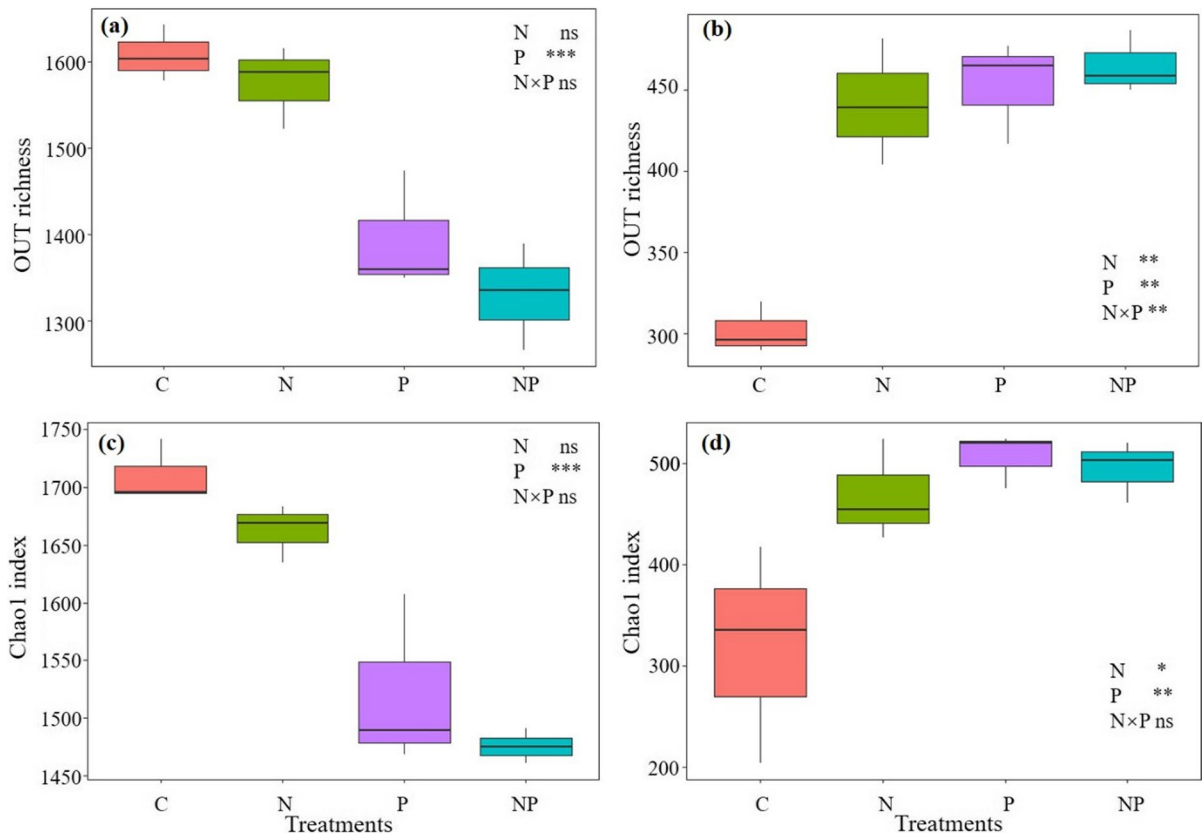 (a)
N ns
P ***
N×P ns
OUT richness
1600
1500
1400
1300
C N P NP
(b)
OUT richness
450
400
350
300
N **
P **
N×P **
C N P NP
(c)
N ns
P ***
N×P ns
Chao1 index
1750
1700
1650
1600
1550
1500
1450
C N P NP
Treatments
(d)
Chao1 index
500
400
300
200
N *
P **
N×P ns
C N P NP
Treatments